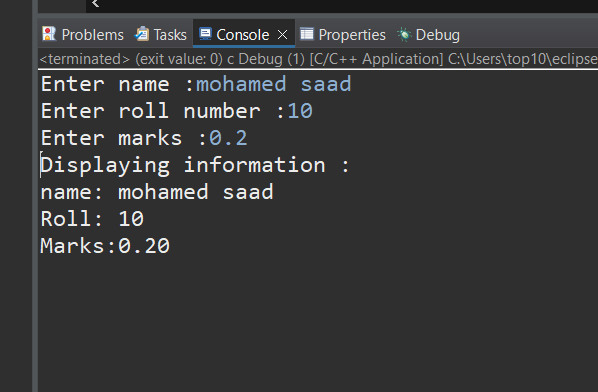 Problems Tasks Console Properties Debug
<terminated> (exit value: 0) c Debug (1) [C/C++ Application] C:\Users\top10\eclipse
Enter name :mohamed saad
Enter roll number :10
Enter marks :0.2
Displaying information :
name: mohamed saad
Roll: 10
Marks:0.20